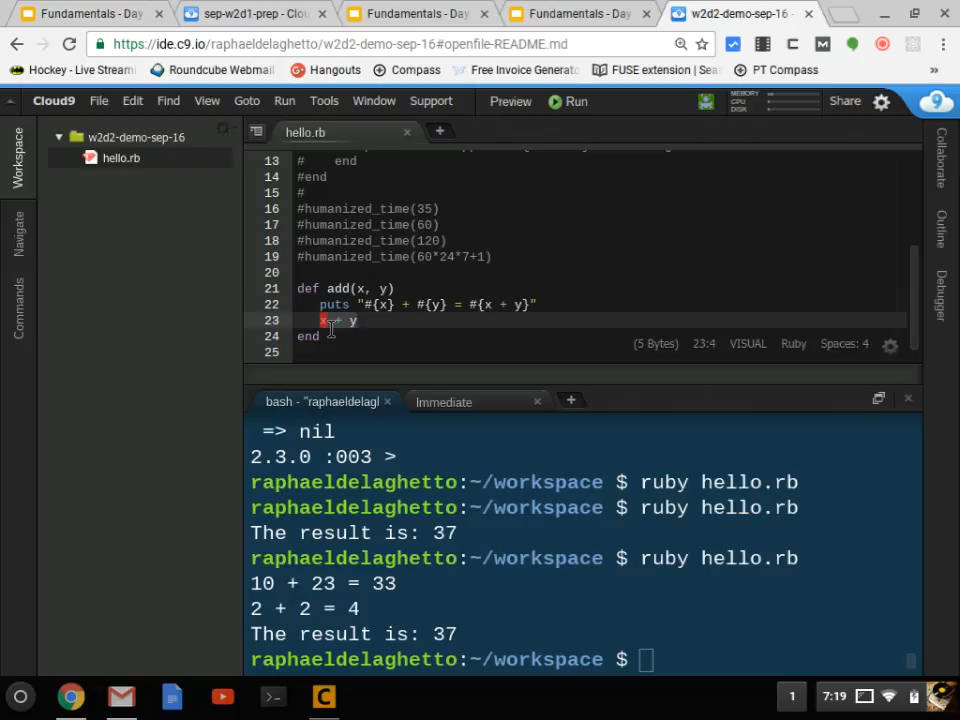 Fundamentals - Day
sep-w2d1-prep - Clou
Fundamentals - Day
Fundamentals - Day
w2d2-demo-sep-16 -
https://ide.c9.io/raphaeldelaghetto/w2d2-demo-sep-16#openfile-README.md
Hockey - Live Stream
Roundcube Webmail
Hangouts
Compass
Free Invoice Generato
FUSE extension | Sea
PT Compass
»
Cloud9 File Edit Find View Goto Run Tools Window Support Preview Run MEMORY CPU DISK Share
Workspace
Navigate
Commands
w2d2-demo-sep-16
hello.rb
hello.rb
13 #    end
14 #end
15 #
16 #humanized_time(35)
17 #humanized_time(60)
18 #humanized_time(120)
19 #humanized_time(60*24*7+1)
20
21 def add(x, y)
22    puts "#{x} + #{y} = #{x + y}"
23    x + y
24 end
25
(5 Bytes) 23:4 VISUAL Ruby Spaces: 4
Collaborate
Outline
Debugger
bash - "raphaeldelagl
Immediate
=> nil
2.3.0 :003 >
raphaeldelaghetto:~/workspace $ ruby hello.rb
raphaeldelaghetto:~/workspace $ ruby hello.rb
The result is: 37
raphaeldelaghetto:~/workspace $ ruby hello.rb
10 + 23 = 33
2 + 2 = 4
The result is: 37
raphaeldelaghetto:~/workspace $
1
7:19